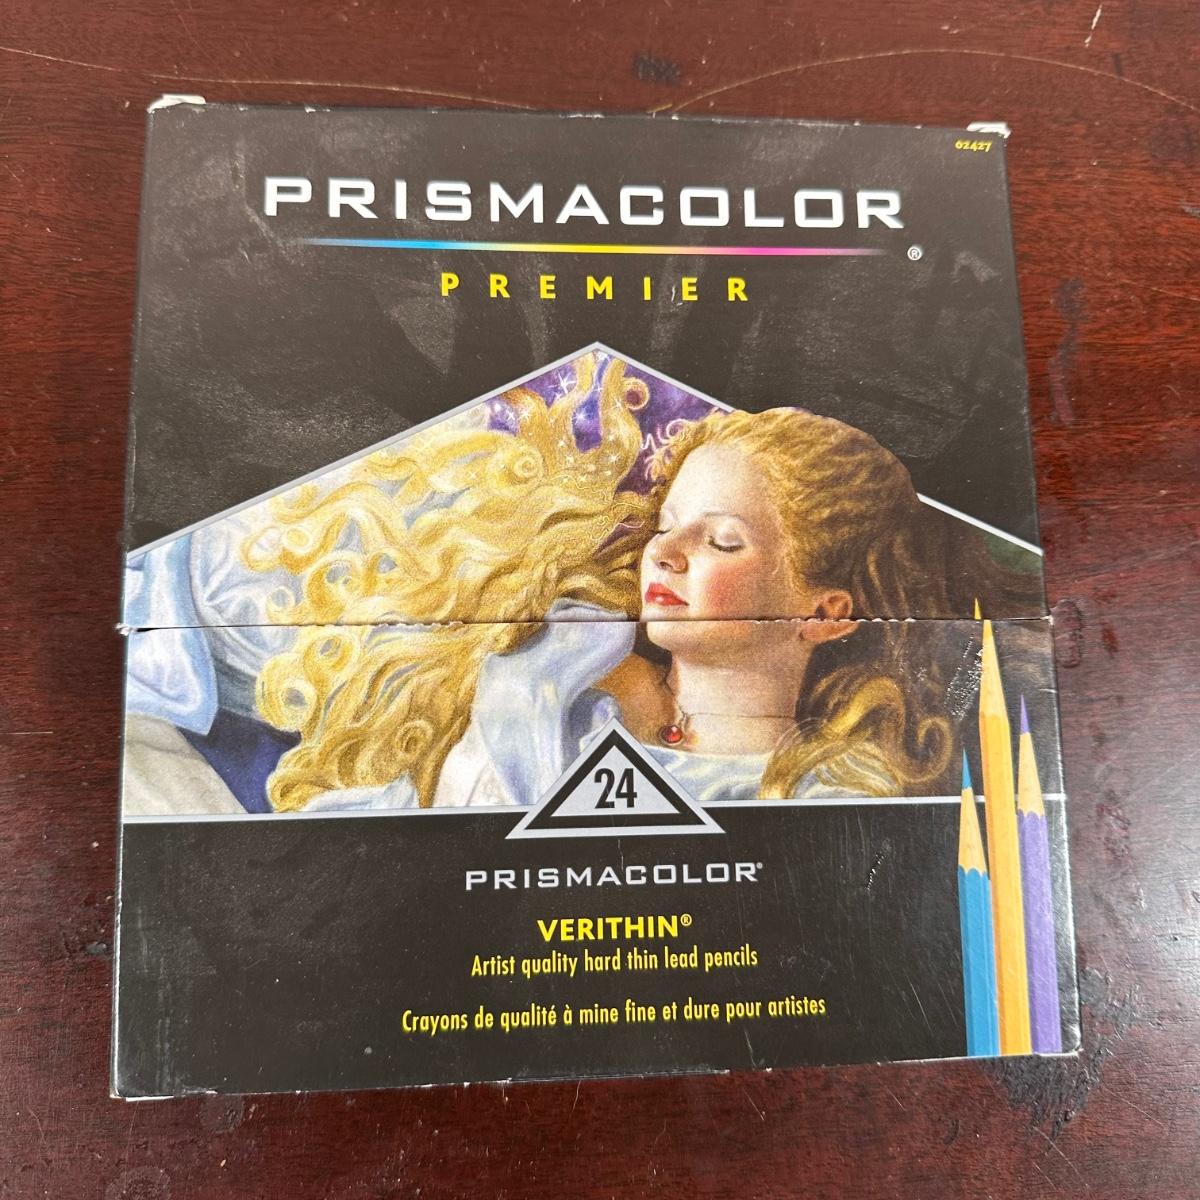 62427
PRISMACOLOR
®
PREMIER
24
PRISMACOLOR®
VERITHIN®
Artist quality hard thin lead pencils
Crayons de qualité à mine fine et dure pour artistes